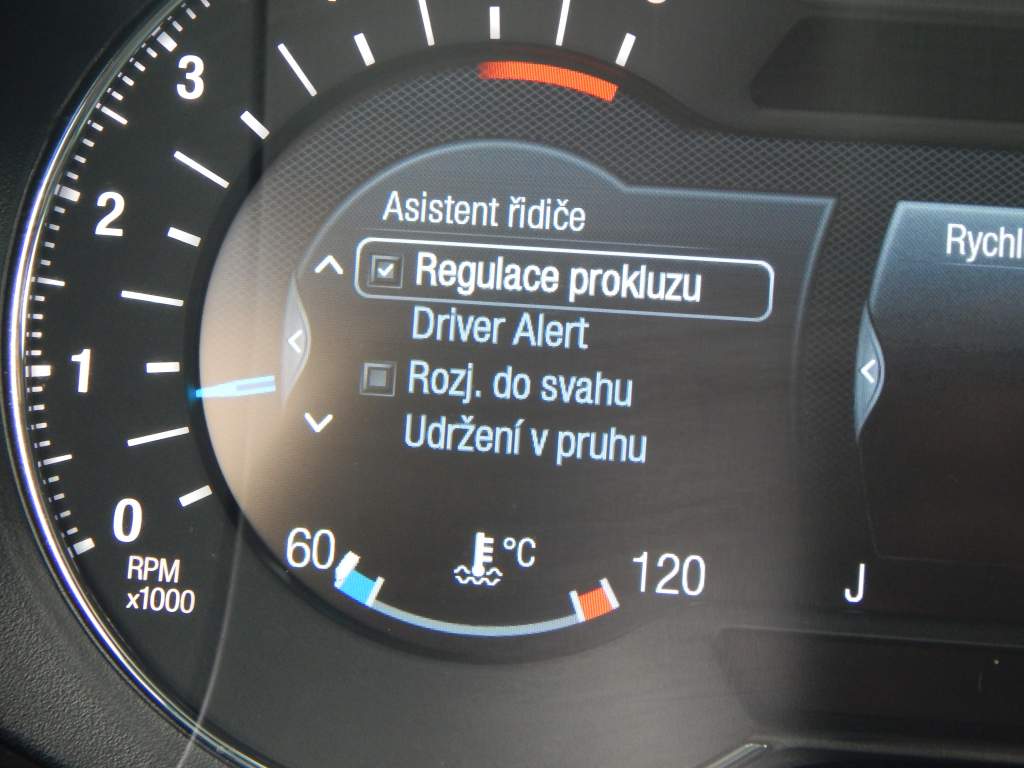 3
2
1
0
RPM
x1000
Asistent řidiče
Regulace prokluzu
Driver Alert
Rozj. do svahu
Udržení v pruhu
60
°C
120
Rychl
J